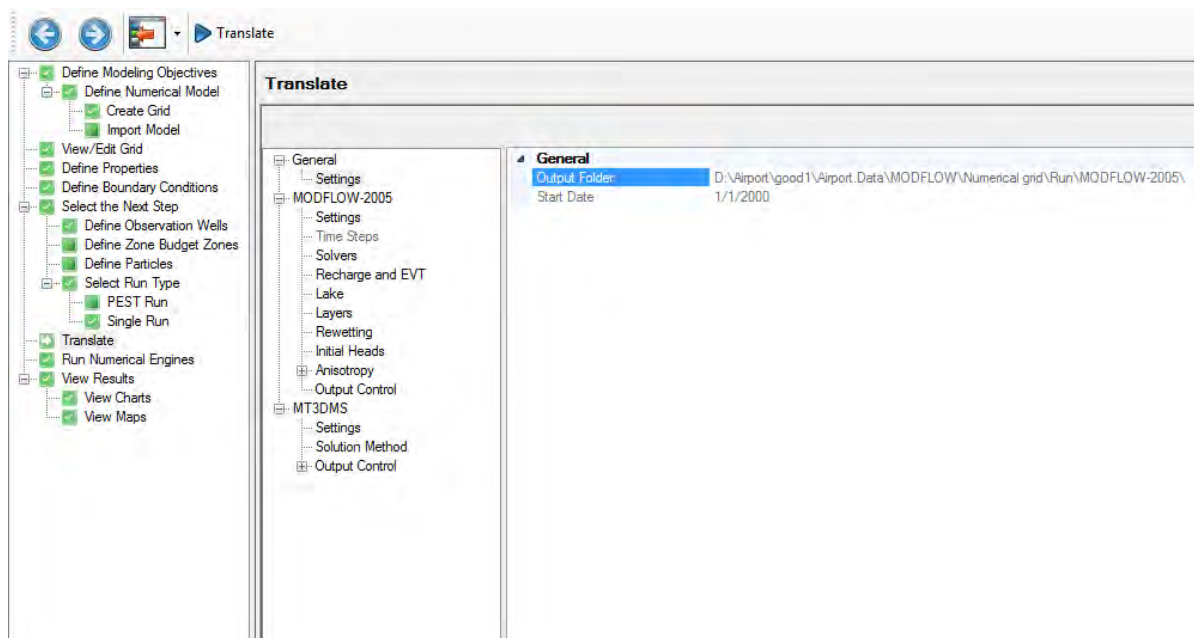 Translate
Define Modeling Objectives
Define Numerical Model
Create Grid
Import Model
View/Edit Grid
Define Properties
Define Boundary Conditions
Select the Next Step
Define Observation Wells
Define Zone Budget Zones
Define Particles
Select Run Type
PEST Run
Single Run
Translate
Run Numerical Engines
View Results
View Charts
View Maps
Translate
General
Settings
MODFLOW-2005
Settings
Time Steps
Solvers
Recharge and EVT
Lake
Layers
Rewetting
Initial Heads
Anisotropy
Output Control
MT3DMS
Settings
Solution Method
Output Control
General
Output Folder D:\Airport\good1\Airport.Data\MODFLOW\Numerical grid\Run\MODFLOW-2005\
Start Date 1/1/2000